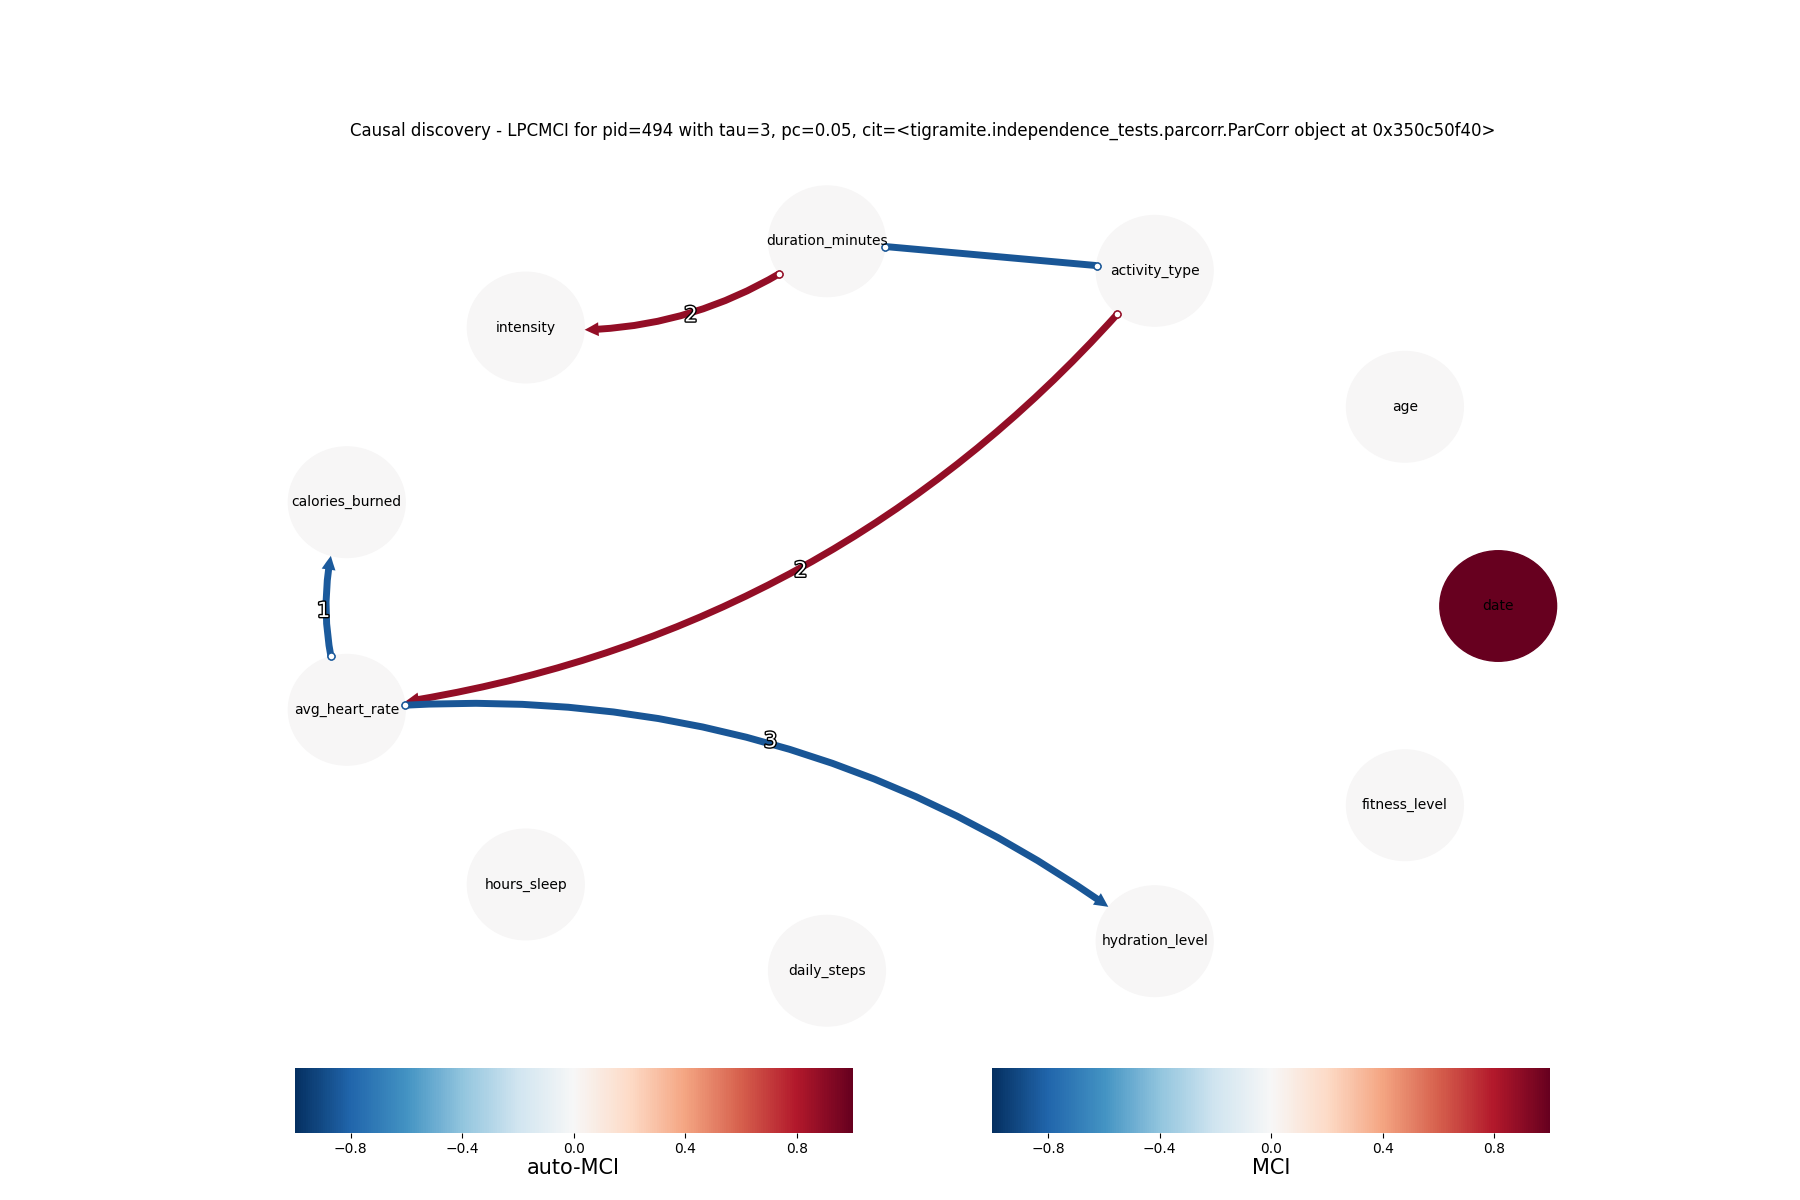 Causal discovery - LPCMCI for pid=494 with tau=3, pc=0.05, cit=<tigramite.independence_tests.parcorr.ParCorr object at 0x350c50f40>
duration_minutes
activity_type
intensity
2
age
calories_burned
2
date
1
avg_heart_rate
3
fitness_level
hours_sleep
hydration_level
daily_steps
−0.8 −0.4 0.0 0.4 0.8
auto-MCI
−0.8 −0.4 0.0 0.4 0.8
MCI